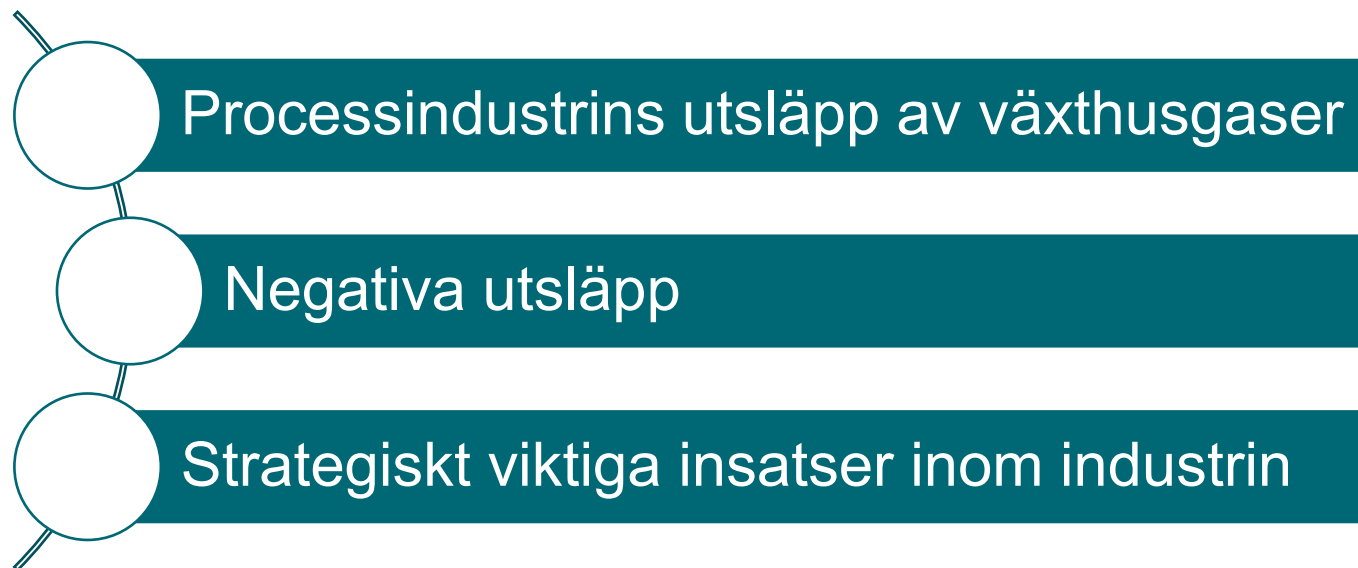 Processindustrins utsläpp av växthusgaser
Negativa utsläpp
Strategiskt viktiga insatser inom industrin